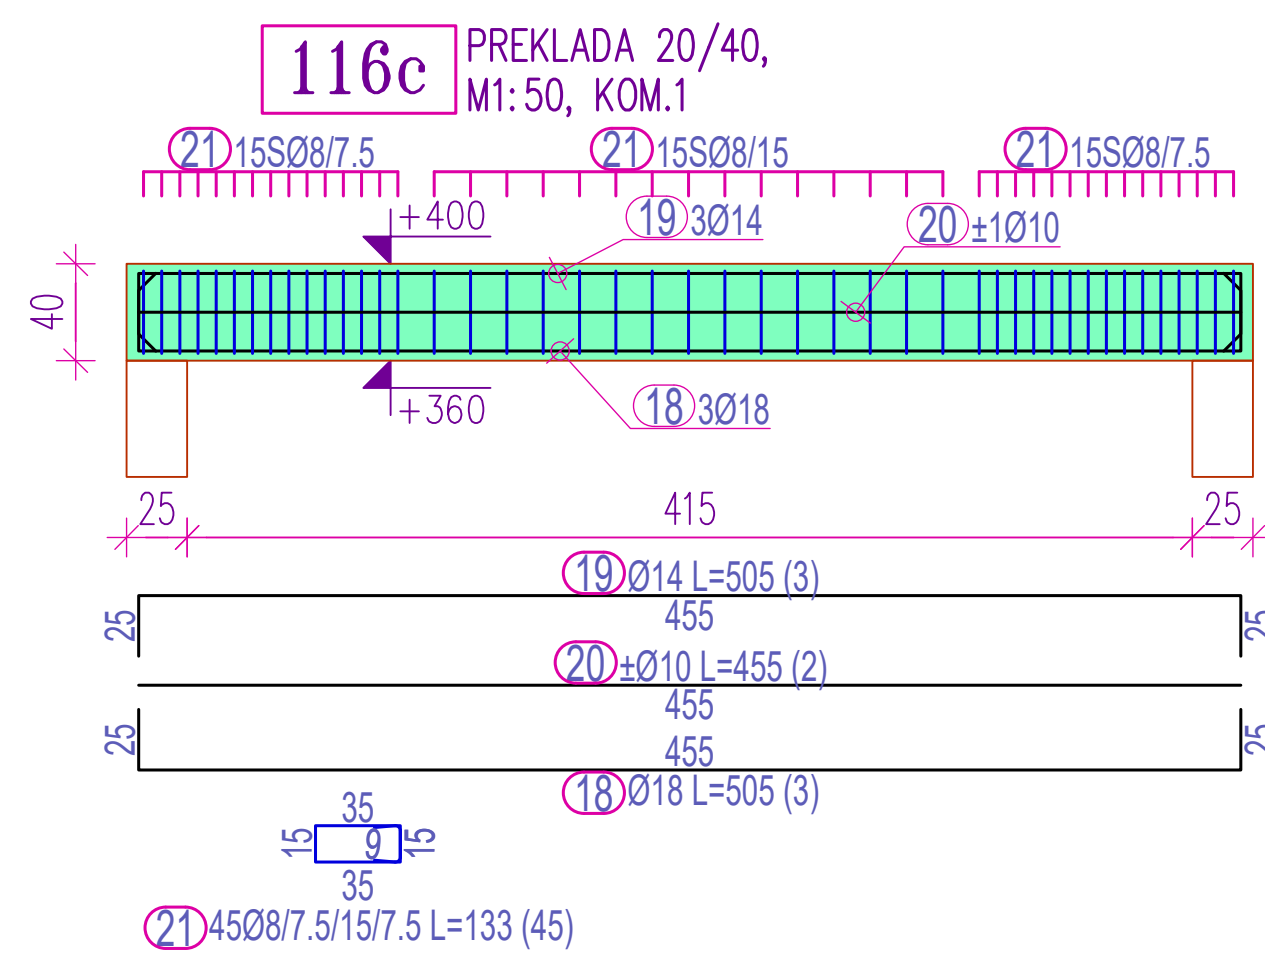 116c
PREKLADA 20/40,
M1:50, KOM.1
21 15SØ8/7.5
21 15SØ8/15
21 15SØ8/7.5
+400
19 3Ø14
20 ±1Ø10
40
+360
18 3Ø18
25
415
25
19 Ø14 L=505 (3)
25
455
25
20 ±Ø10 L=455 (2)
455
25
455
25
18 Ø18 L=505 (3)
35
15
9
15
35
21 45Ø8/7.5/15/7.5 L=133 (45)